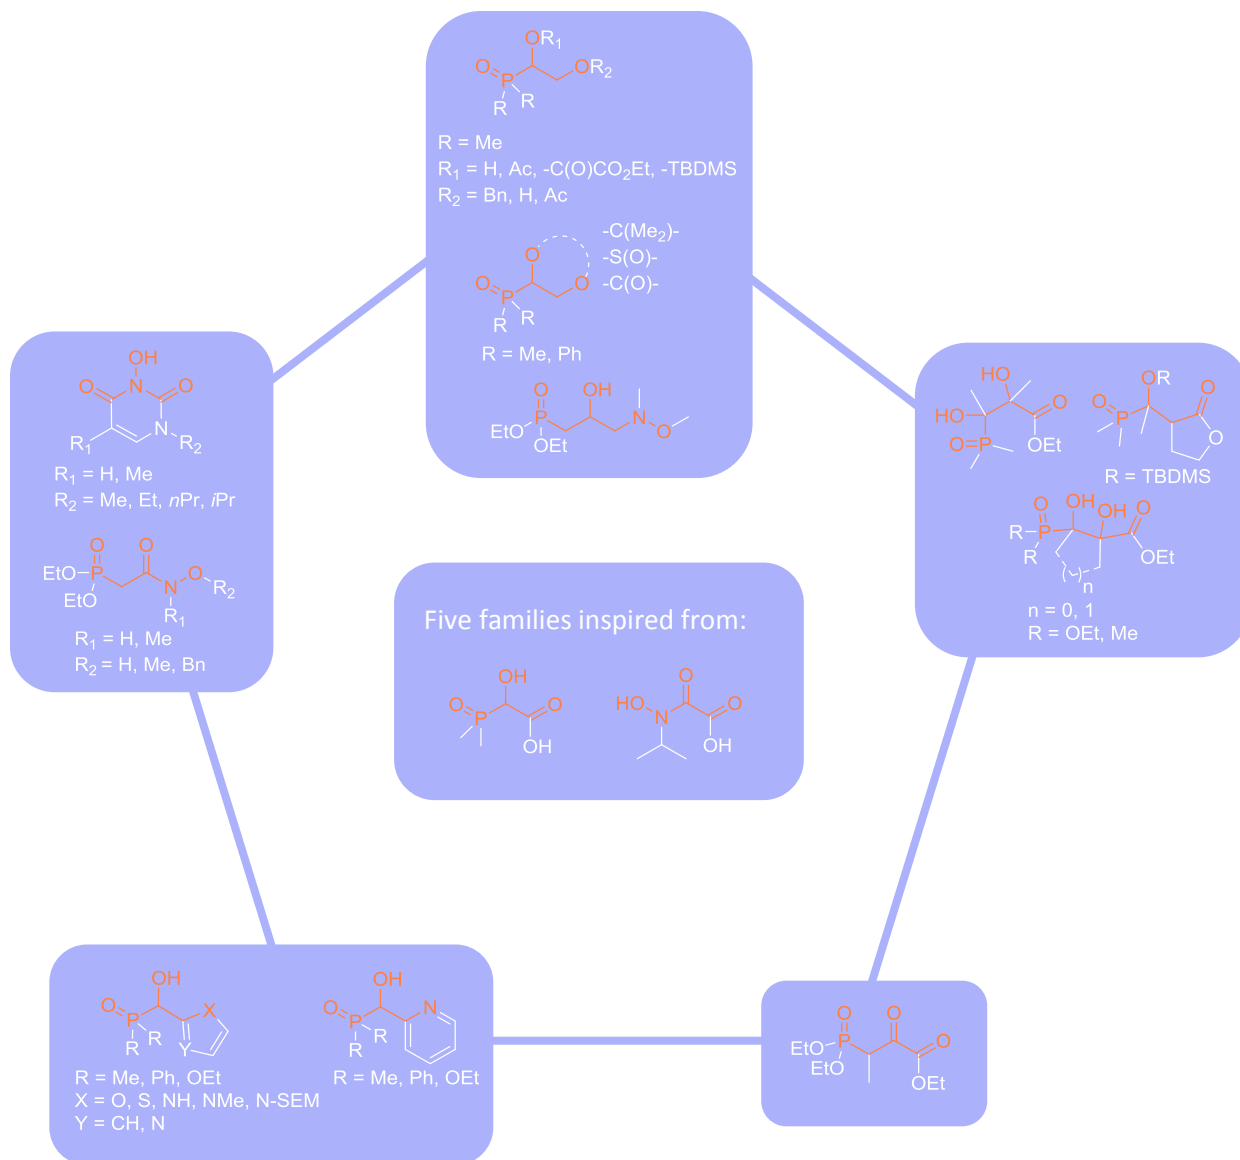 OR1
O
OR2
P
R
R
R = Me
R1 = H, Ac, -C(O)CO2Et, -TBDMS
R2 = Bn, H, Ac
-C(Me2)-
O
-S(O)-
O
O
-C(O)-
P
R
R
R = Me, Ph
O
OH
P
N
EtO
OEt
O
OH
O
N
O
N
R1
R2
R1 = H, Me
R2 = Me, Et, nPr, iPr
O
O
EtO
P
O
EtO
N
R2
R1
R1 = H, Me
R2 = H, Me, Bn
HO
O
HO
O
P
OEt
OR
O
O
P
O
R = TBDMS
O
OH
OH
O
R
P
R
OEt
n
n = 0, 1
R = OEt, Me
Five families inspired from:
OH
O
O
P
OH
O
HO
O
N
OH
OH
O
X
P
R
R
Y
R = Me, Ph, OEt
X = O, S, NH, NMe, N-SEM
Y = CH, N
OH
O
N
P
R
R
R = Me, Ph, OEt
O
O
EtO
P
O
EtO
OEt